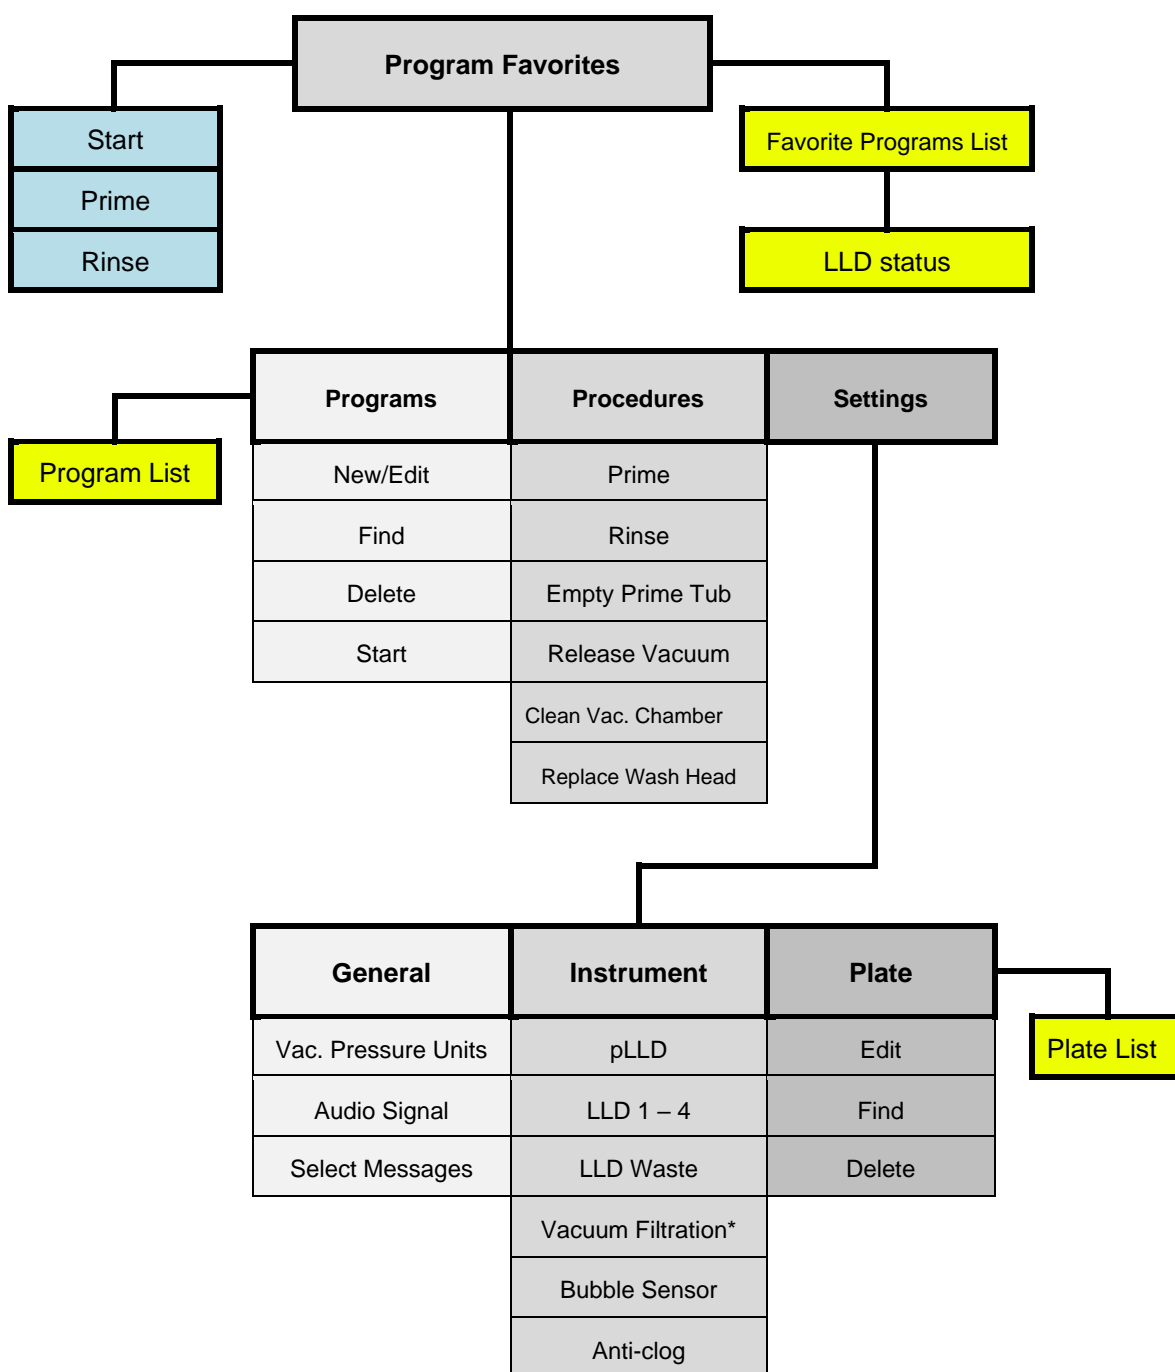 Program Favorites
Start
Prime
Rinse
Favorite Programs List
LLD status
Programs
Procedures
Settings
Program List
New/Edit
Prime
Find
Rinse
Delete
Empty Prime Tub
Start
Release Vacuum
Clean Vac. Chamber
Replace Wash Head
General
Instrument
Plate
Plate List
Vac. Pressure Units
pLLD
Edit
Audio Signal
LLD 1 – 4
Find
Select Messages
LLD Waste
Delete
Vacuum Filtration*
Bubble Sensor
Anti-clog